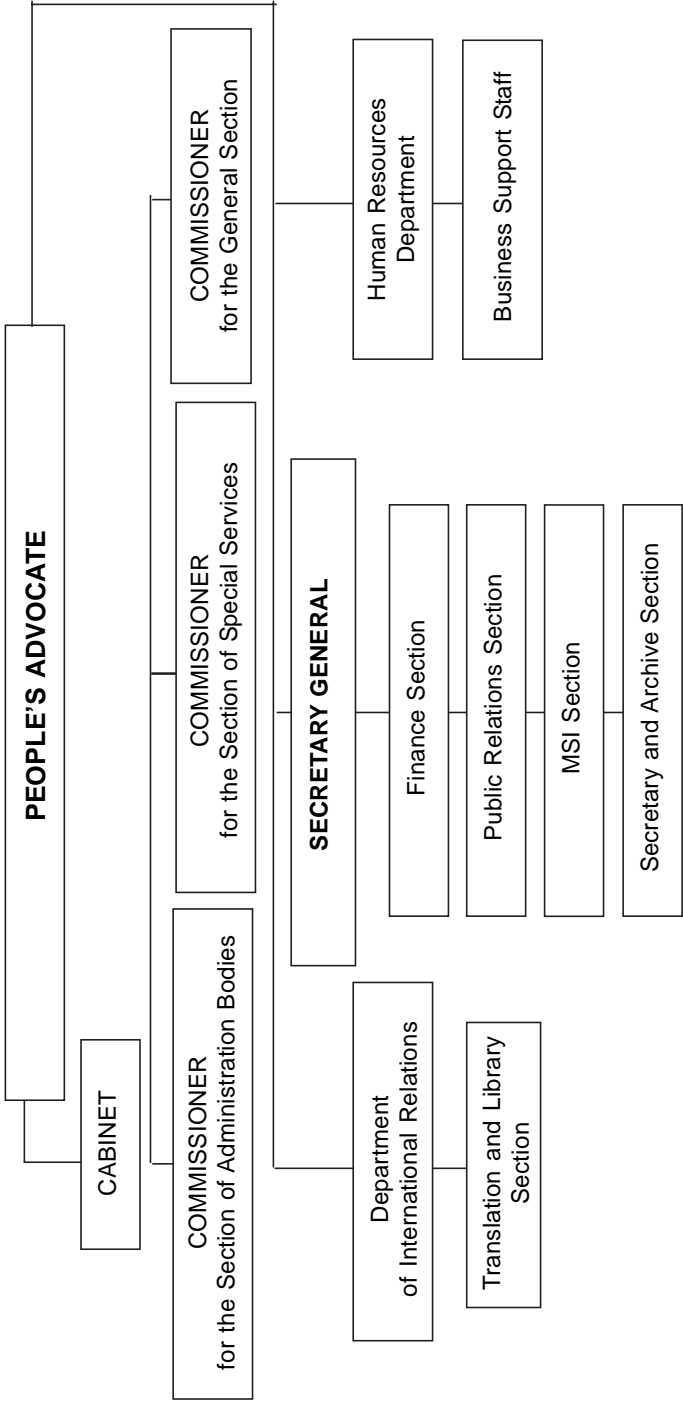 PEOPLE'S ADVOCATE
CABINET
COMMISSIONER
for the Section of Administration Bodies
COMMISSIONER
for the Section of Special Services
COMMISSIONER
for the General Section
SECRETARY GENERAL
Department
of International Relations
Translation and Library
Section
Finance Section
Public Relations Section
MSI Section
Secretary and Archive Section
Human Resources
Department
Business Support Staff